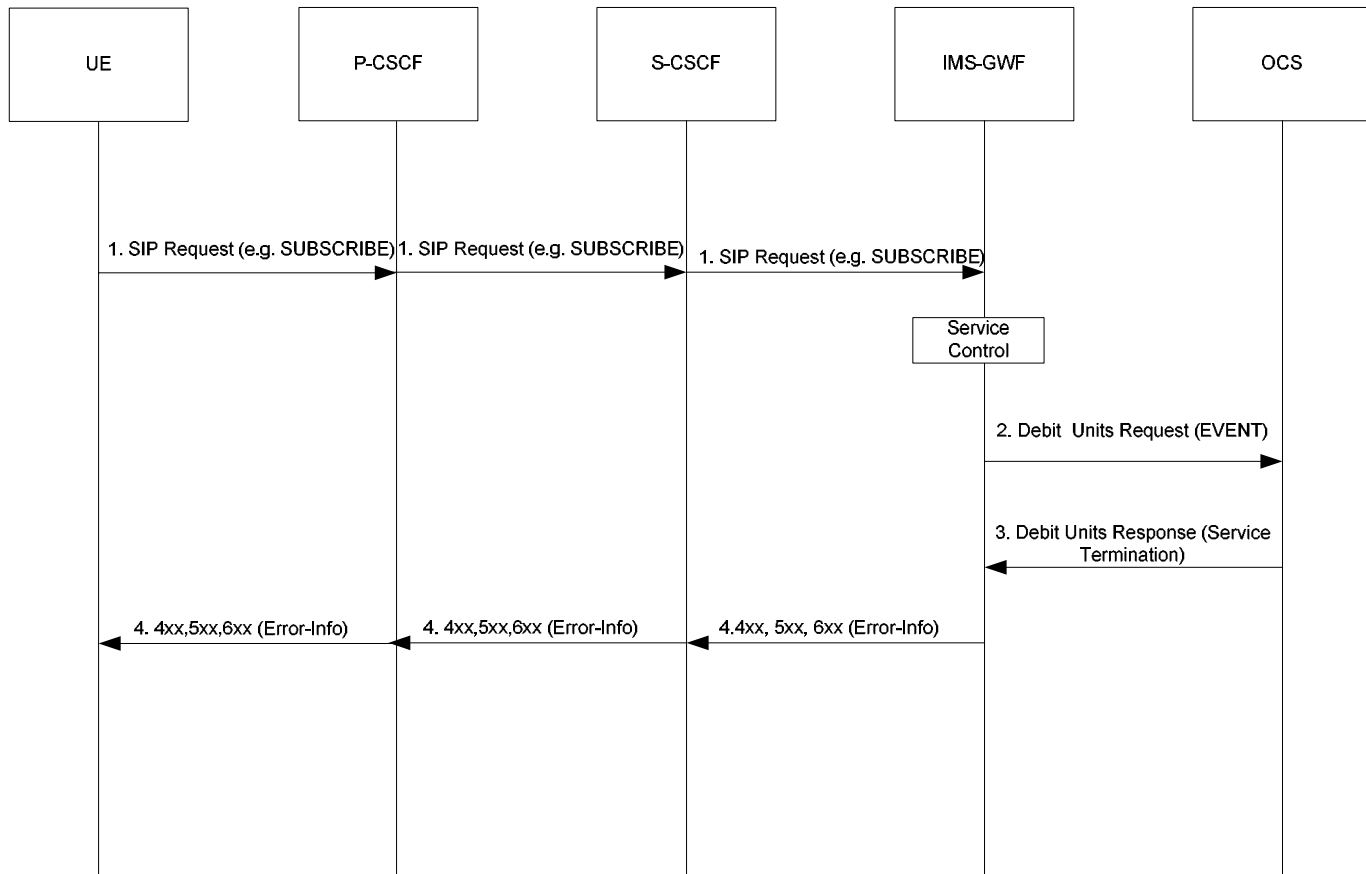 UE
P-CSCF
S-CSCF
IMS-GWF
OCS
1. SIP Request (e.g. SUBSCRIBE)
1. SIP Request (e.g. SUBSCRIBE)
1. SIP Request (e.g. SUBSCRIBE)
Service
Control
2. Debit Units Request (EVENT)
3. Debit Units Response (Service
Termination)
4. 4xx,5xx,6xx (Error-Info)
4. 4xx,5xx,6xx (Error-Info)
4.4xx, 5xx, 6xx (Error-Info)